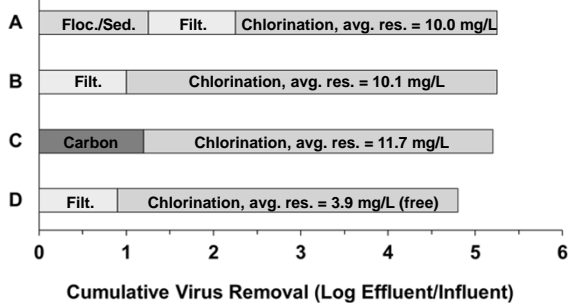 A Floc./Sed. Filt. Chlorination, avg. res. = 10.0 mg/L
B Filt. Chlorination, avg. res. = 10.1 mg/L
C Carbon Chlorination, avg. res. = 11.7 mg/L
D Filt. Chlorination, avg. res. = 3.9 mg/L (free)
0 1 2 3 4 5 6
Cumulative Virus Removal (Log Effluent/Influent)